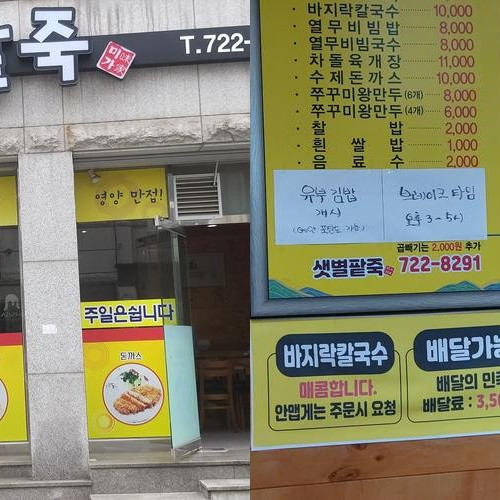 죽
미가
味家
T.722-
영양 만점!
주일은쉽니다
돈까스
바지락칼국수 10,000
열무비빔밥 8,000
열무비빔국수 8,000
차돌육개장 11,000
수제돈까스 10,000
쭈꾸미왕만두(6개) 8,000
쭈꾸미왕만두(4개) 6,000
찰밥 2,000
흰쌀밥 1,000
음료수 2,000
유부김밥
개시
브레이크 타임
오후 3-5시
곱빼기는 2,000원 추가
샛별팥죽 722-8291
바지락칼국수
매콤합니다.
안맵게는 주문시 요청
배달가능
배달의 민
배달료 : 3,5